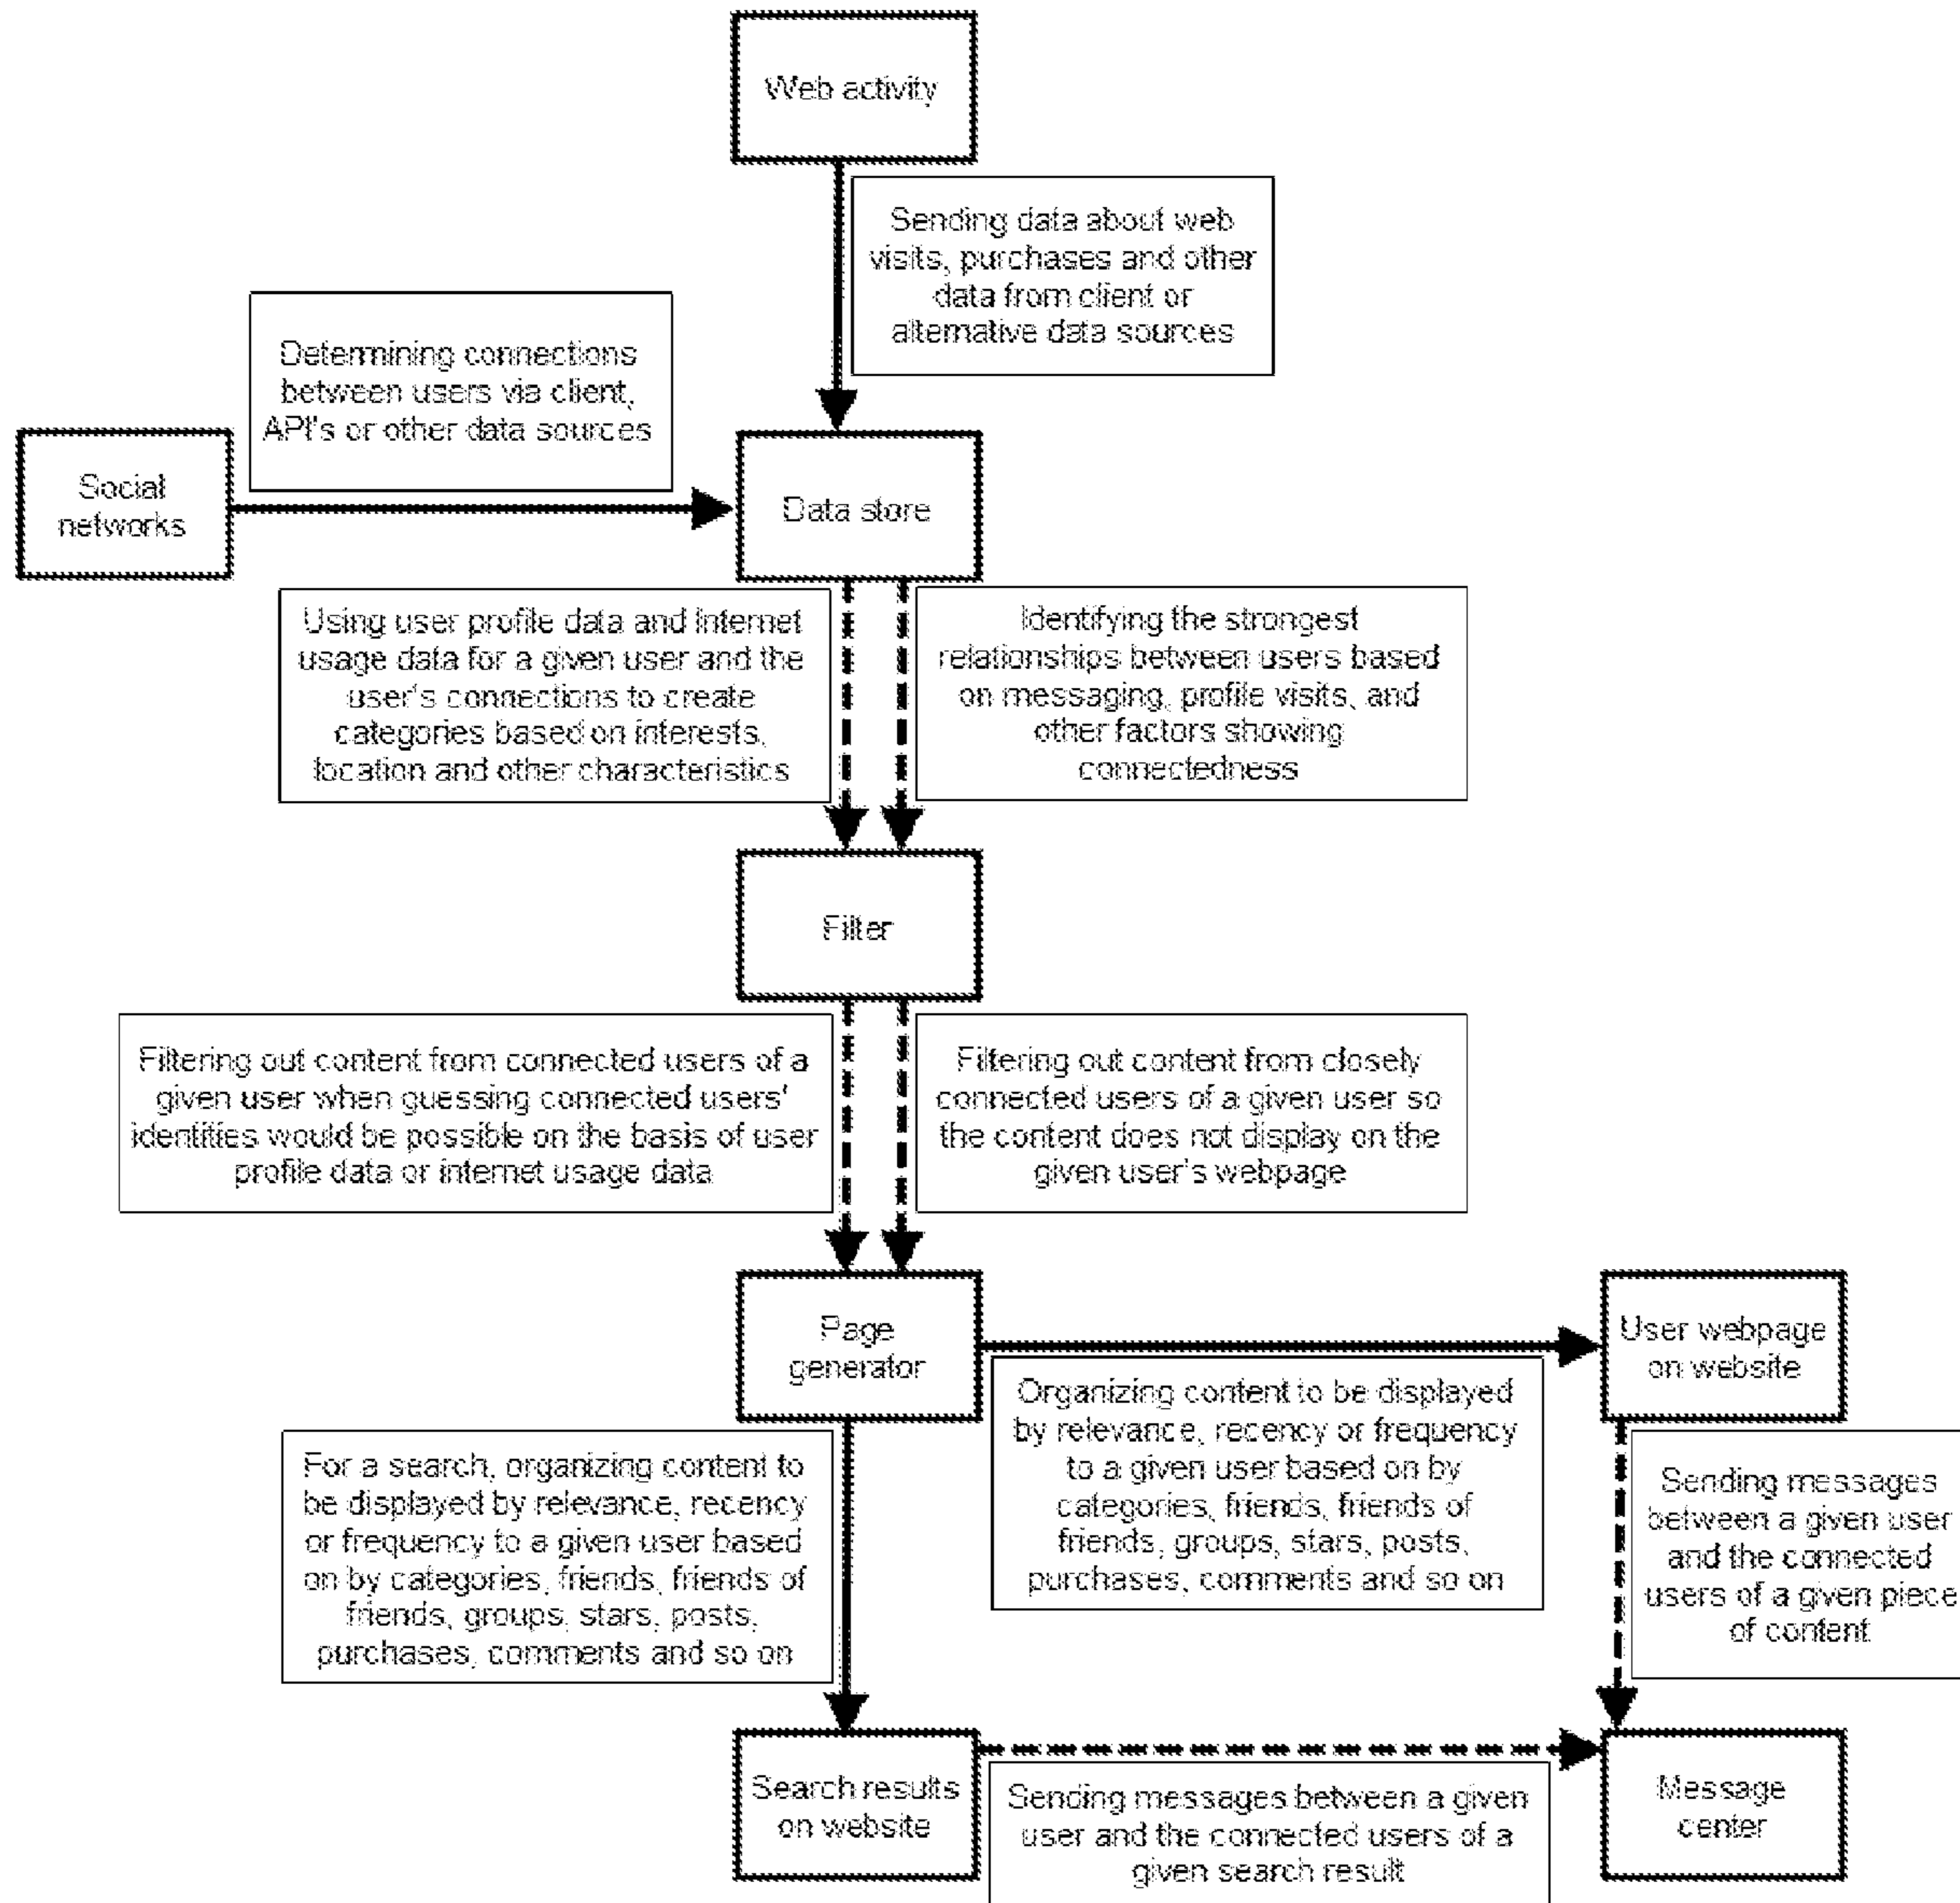 Web activity
Sending data about web
visits, purchases and other
data from client or
alternative data sources
Determining connections
between users via client,
API's or other data sources
Social
networks
Data store
Using user profile data and internet
usage data for a given user and the
user's connections to create
categories based on interests,
location and other characteristics
Identifying the strongest
relationships between users based
on messaging, profile visits, and
other factors showing
connectedness
Filter
Filtering out content from connected users of a
given user when guessing connected users'
identities would be possible on the basis of user
profile data or internet usage data
Filtering out content from closely
connected users of a given user so
the content does not display on the
given user's webpage
Page
generator
User webpage
on website
Organizing content to be displayed
by relevance, recency or frequency
to a given user based on by
categories, friends, friends of
friends, groups, stars, posts,
purchases, comments and so on
For a search, organizing content to
be displayed by relevance, recency
or frequency to a given user based
on by categories, friends, friends of
friends, groups, stars, posts,
purchases, comments and so on
Sending messages
between a given user
and the connected
users of a given piece
of content
Search results
on website
Sending messages between a given
user and the connected users of a
given search result
Message
center